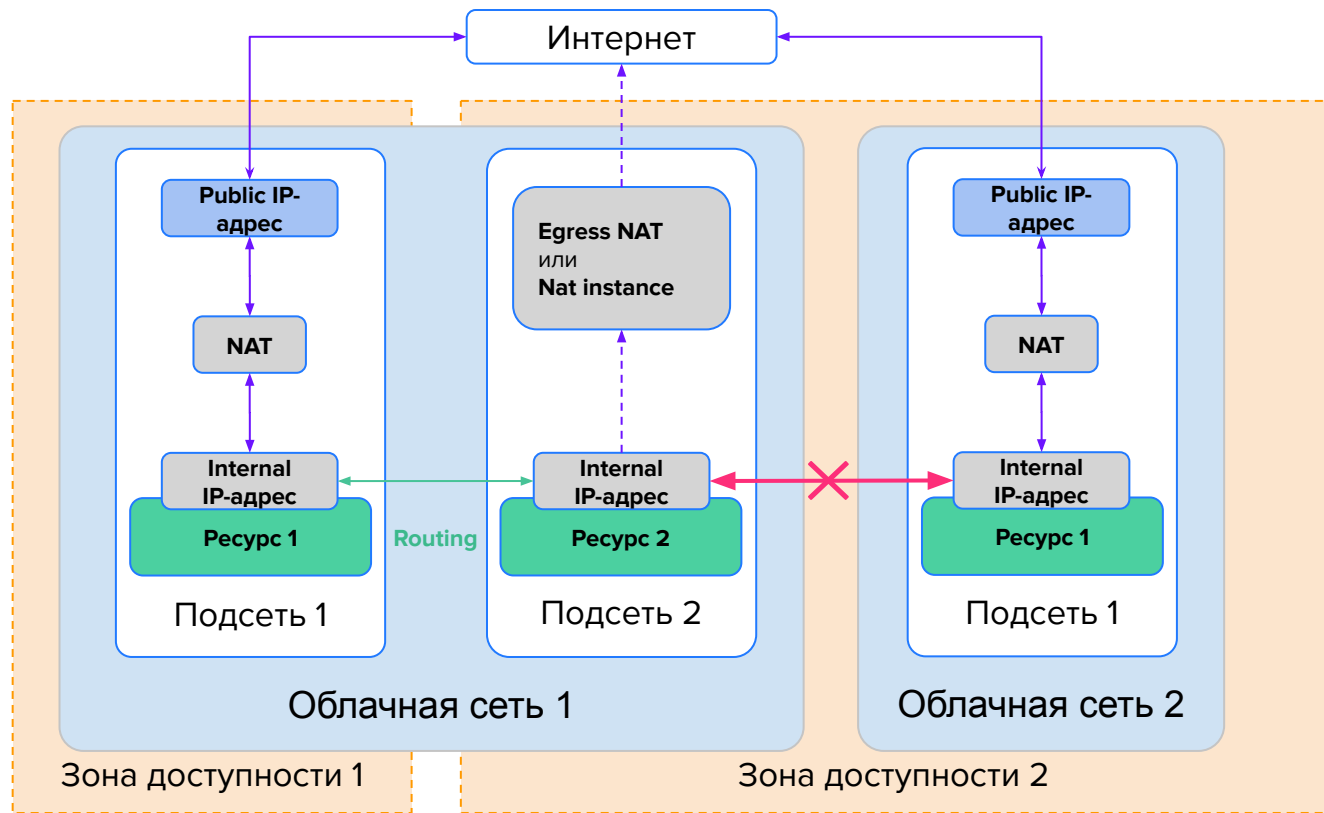 Интернет
Public IP-
адрес
NAT
Internal
IP-адрес
Ресурс 1
Подсеть 1
Routing
Egress NAT
или
Nat instance
Internal
IP-адрес
Ресурс 2
Подсеть 2
Облачная сеть 1
Public IP-
адрес
NAT
Internal
IP-адрес
Ресурс 1
Подсеть 1
Облачная сеть 2
Зона доступности 1
Зона доступности 2